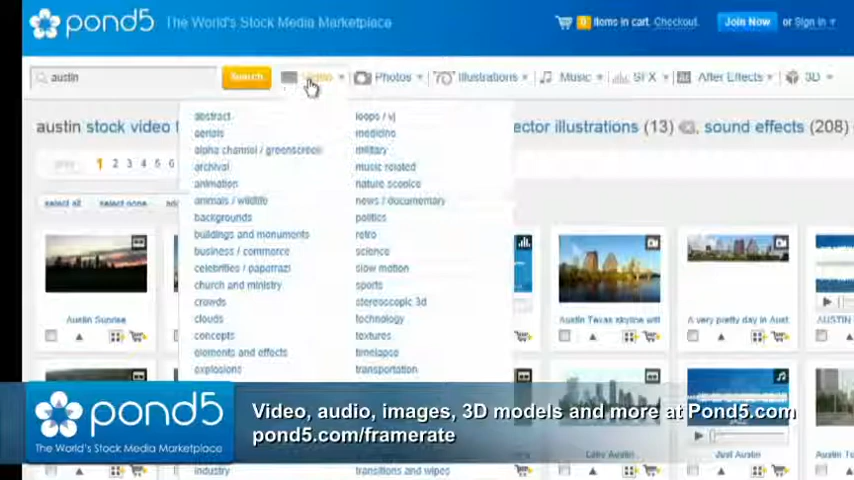 pond5 The World's Stock Media Marketplace
0 items in cart. Checkout. Join Now or Sign in
austin Search Video Photos Illustrations Music SFX After Effects 3D
austin stock video ector illustrations (13) sound effects (208)
prev 1 2 3 4 5 6
select all select none
abstract loops / vj
aerials medicine
alpha channel / greenscreen military
archival music related
animation nature scenics
animals / wildlife news / documentary
backgrounds politics
buildings and monuments retro
business / commerce science
celebrities / paparazzi slow motion
church and ministry sports
crowds stereoscopic 3d
clouds technology
concepts textures
elements and effects timelapse
explosions transportation
Austin Sunrise
Austin Texas skyline wit
A very pretty day in Aust
AUSTIN
pond5
The World's Stock Media Marketplace
Video, audio, images, 3D models and more at Pond5.com
pond5.com/framerate
Just Austin
industry transitions and wipes